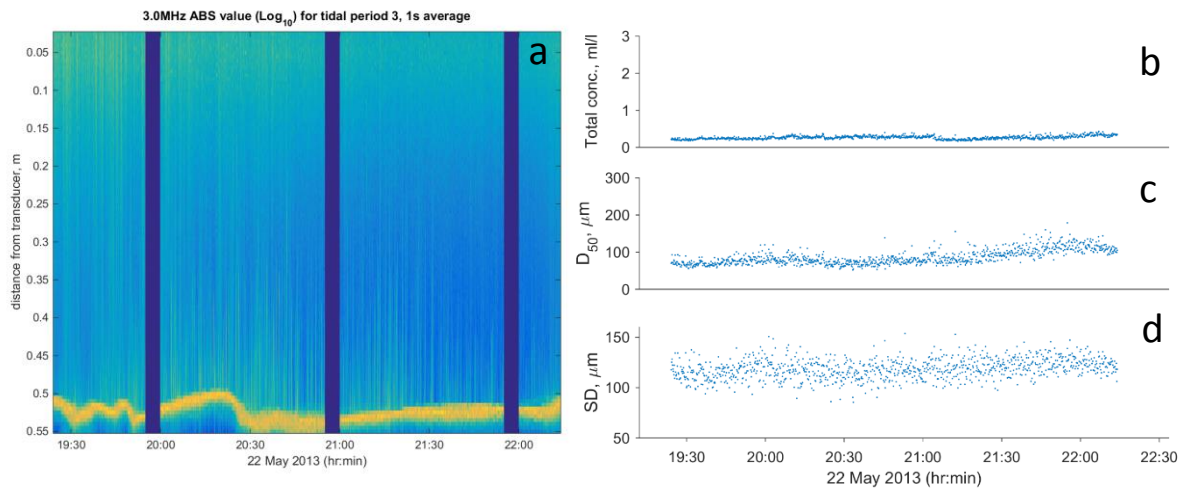 3.0MHz ABS value (Log10) for tidal period 3, 1s average
a
distance from transducer, m
0.05
0.1
0.15
0.2
0.25
0.3
0.35
0.4
0.45
0.5
0.55
19:30 20:00 20:30 21:00 21:30 22:00
22 May 2013 (hr:min)
b
Total conc., ml/l
3
2
1
0
c
D50, μm
300
200
100
0
d
SD, μm
150
100
50
19:30 20:00 20:30 21:00 21:30 22:00 22:30
22 May 2013 (hr:min)